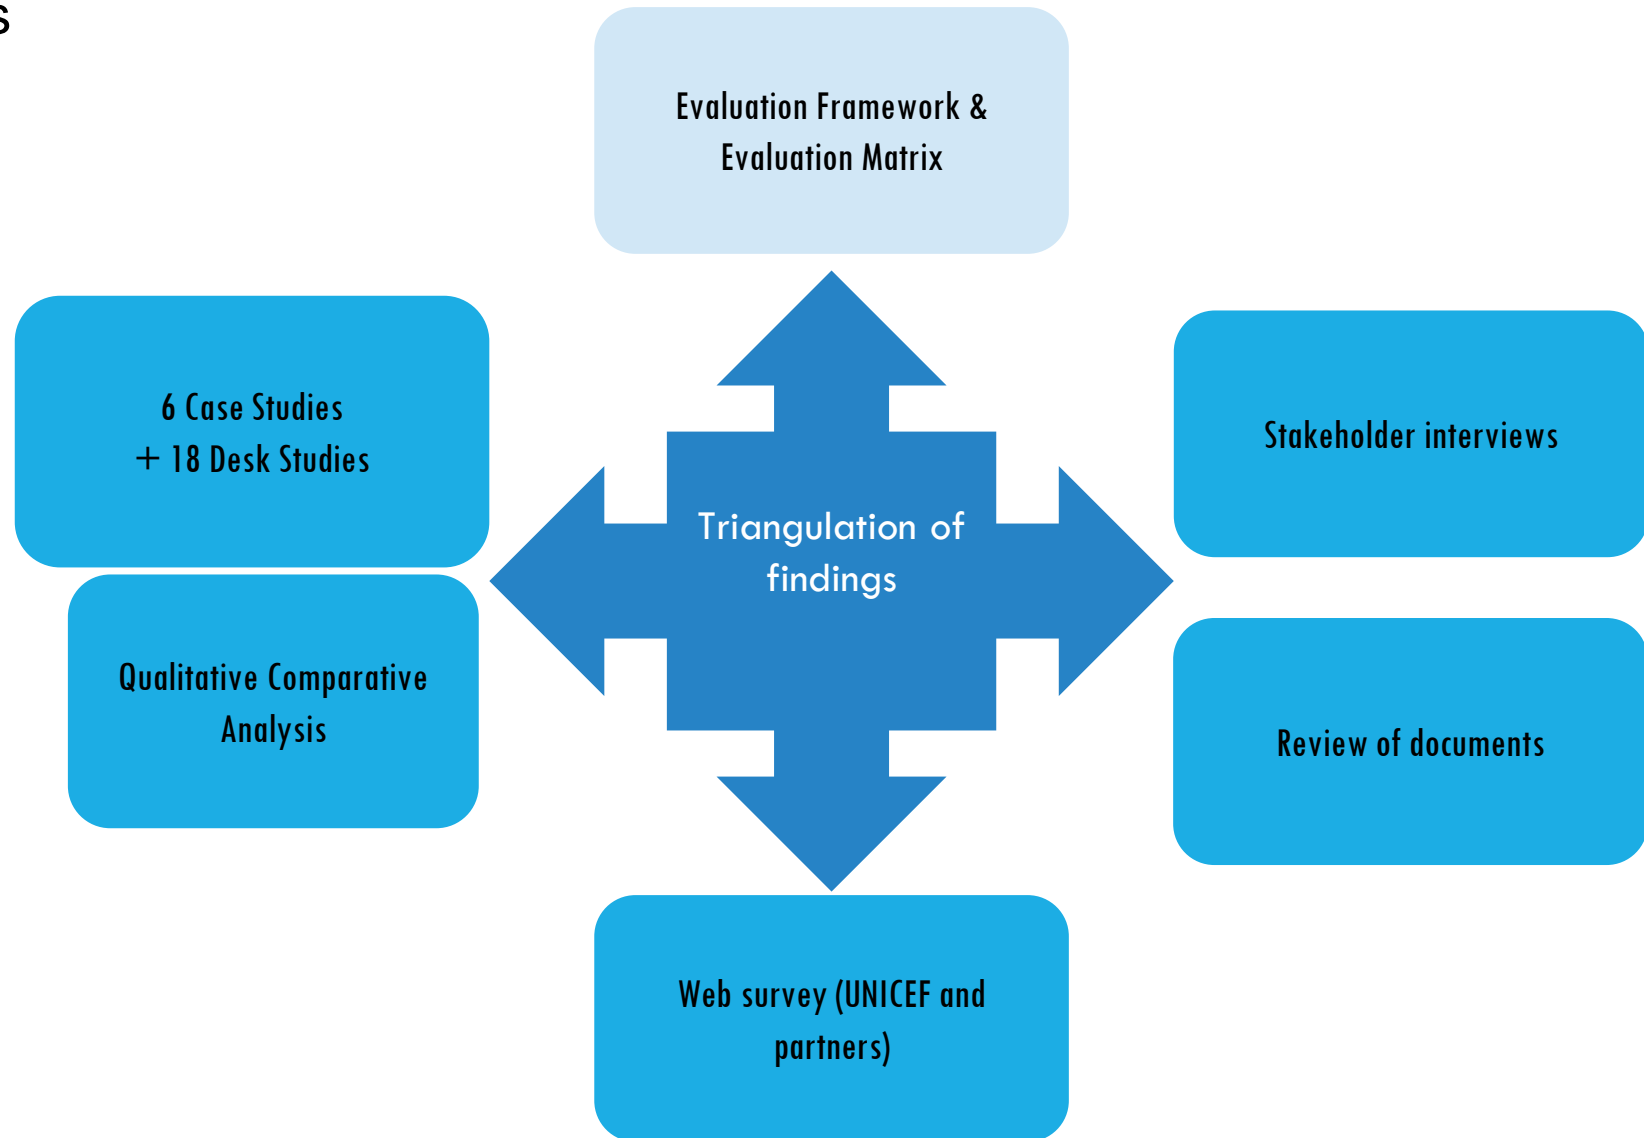 s
Evaluation Framework &
Evaluation Matrix
6 Case Studies
+ 18 Desk Studies
Stakeholder interviews
Triangulation of
findings
Qualitative Comparative
Analysis
Review of documents
Web survey (UNICEF and
partners)